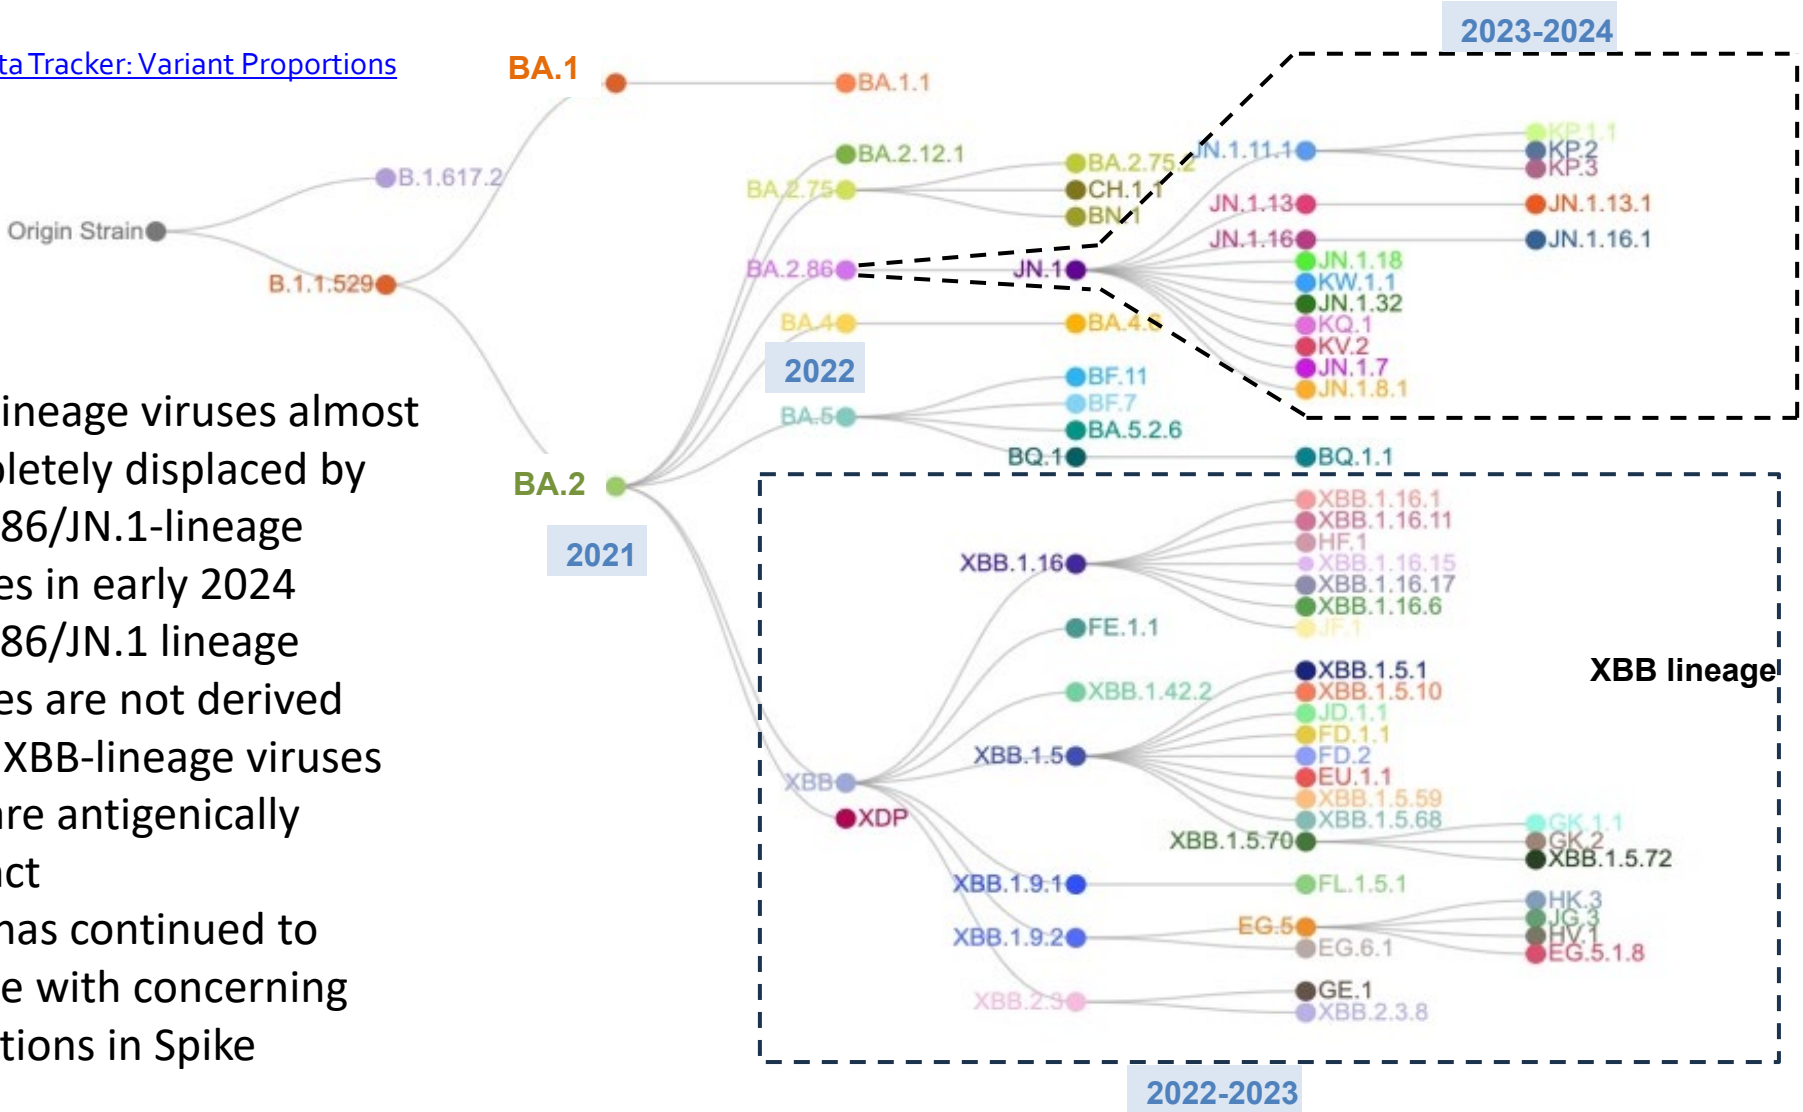 2023-2024
ta Tracker: Variant Proportions
BA.1
BA.1.1
KP.1.1
BA.2.12.1
JN.1.11.1
KP.2
BA.2.75.2
KP.3
B.1.617.2
BA.2.75
CH.1.1
JN.1.13
JN.1.13.1
BN.1
Origin Strain
JN.1.16
JN.1.16.1
JN.1.18
BA.2.86
JN.1
B.1.1.529
KW.1.1
JN.1.32
BA.4
BA.4.6
KQ.1
KV.2
2022
JN.1.7
BF.11
JN.1.8.1
BF.7
ineage viruses almost
BA.5
BA.5.2.6
BQ.1
BQ.1.1
pletely displaced by
BA.2
XBB.1.16.1
86/JN.1-lineage
XBB.1.16.11
2021
HF.1
XBB.1.16
XBB.1.16.15
es in early 2024
XBB.1.16.17
XBB.1.16.6
FE.1.1
JF.1
86/JN.1 lineage
XBB.1.5.1
XBB lineage
es are not derived
XBB.1.42.2
XBB.1.5.10
JD.1.1
FD.1.1
XBB-lineage viruses
XBB.1.5
FD.2
EU.1.1
XBB
XBB.1.5.59
are antigenically
XDP
XBB.1.5.68
GK.1.1
XBB.1.5.70
GK.2
XBB.1.5.72
nct
XBB.1.9.1
FL.1.5.1
HK.3
JG.3
has continued to
EG.5
HV.1
XBB.1.9.2
EG.6.1
EG.5.1.8
e with concerning
GE.1
XBB.2.3
XBB.2.3.8
tions in Spike
2022-2023